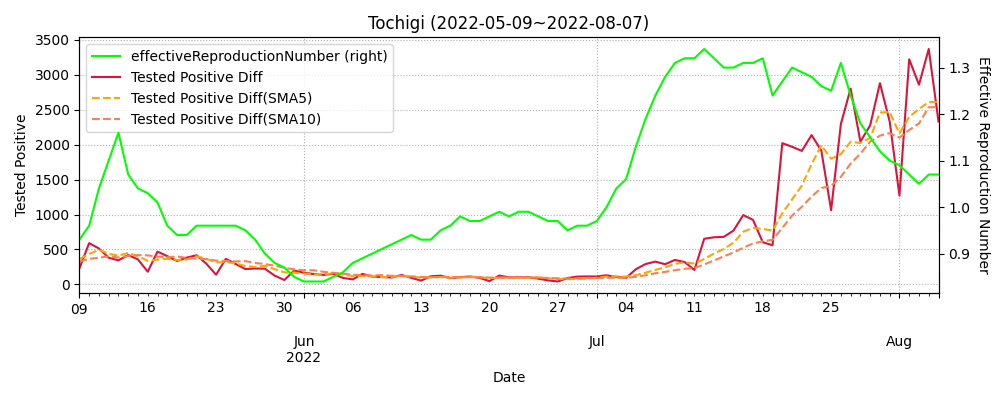 Tochigi (2022-05-09~2022-08-07)
effectiveReproductionNumber (right)
Tested Positive Diff
Tested Positive Diff(SMA5)
Tested Positive Diff(SMA10)
Tested Positive
3500
3000
2500
2000
1500
1000
500
0
Effective Reproduction Number
1.3
1.2
1.1
1.0
0.9
09 16 23 30 06 13 20 27 04 11 18 25
Jun Jul Aug
2022
Date